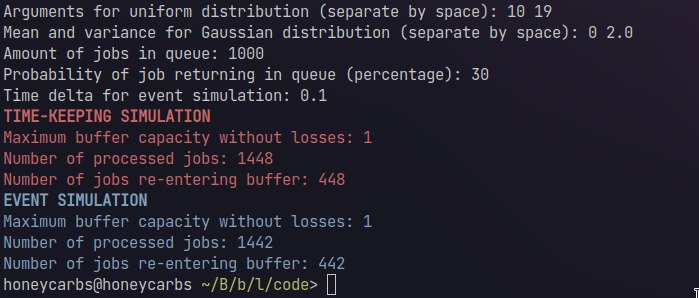 Arguments for uniform distribution (separate by space): 10 19
Mean and variance for Gaussian distribution (separate by space): 0 2.0
Amount of jobs in queue: 1000
Probability of job returning in queue (percentage): 30
Time delta for event simulation: 0.1
TIME-KEEPING SIMULATION
Maximum buffer capacity without losses: 1
Number of processed jobs: 1448
Number of jobs re-entering buffer: 448
EVENT SIMULATION
Maximum buffer capacity without losses: 1
Number of processed jobs: 1442
Number of jobs re-entering buffer: 442
honeycarbs@honeycarbs ~/B/b/l/code>